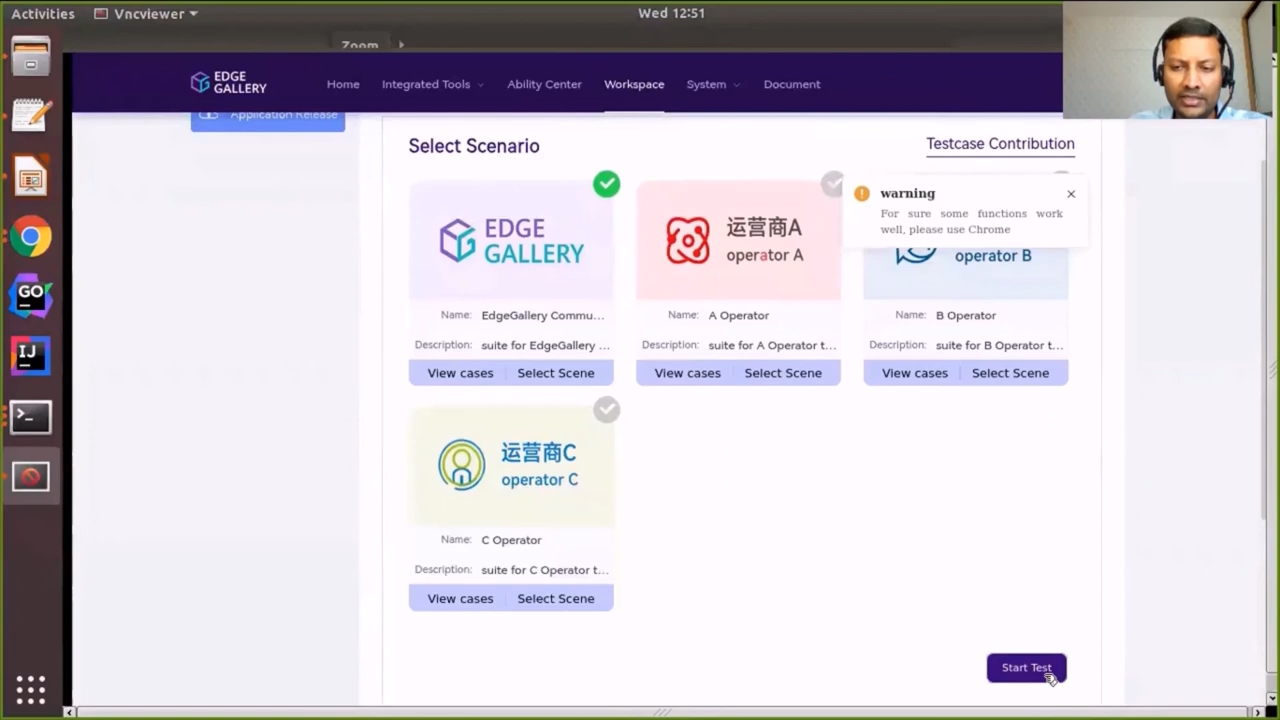 Activities
Vncviewer
Wed 12:51
Zoom
EDGE
GALLERY
Home
Integrated Tools
Ability Center
Workspace
System
Document
Application Release
Select Scenario
Testcase Contribution
warning
For sure some functions work
well, please use Chrome
EDGE
GALLERY
运营商A
operator A
operator B
Name: EdgeGallery Commu...
Description: suite for EdgeGallery ...
View cases
Select Scene
Name: A Operator
Description: suite for A Operator t...
View cases
Select Scene
Name: B Operator
Description: suite for B Operator t...
View cases
Select Scene
运营商C
operator C
Name: C Operator
Description: suite for C Operator t...
View cases
Select Scene
Start Test
GO
IJ